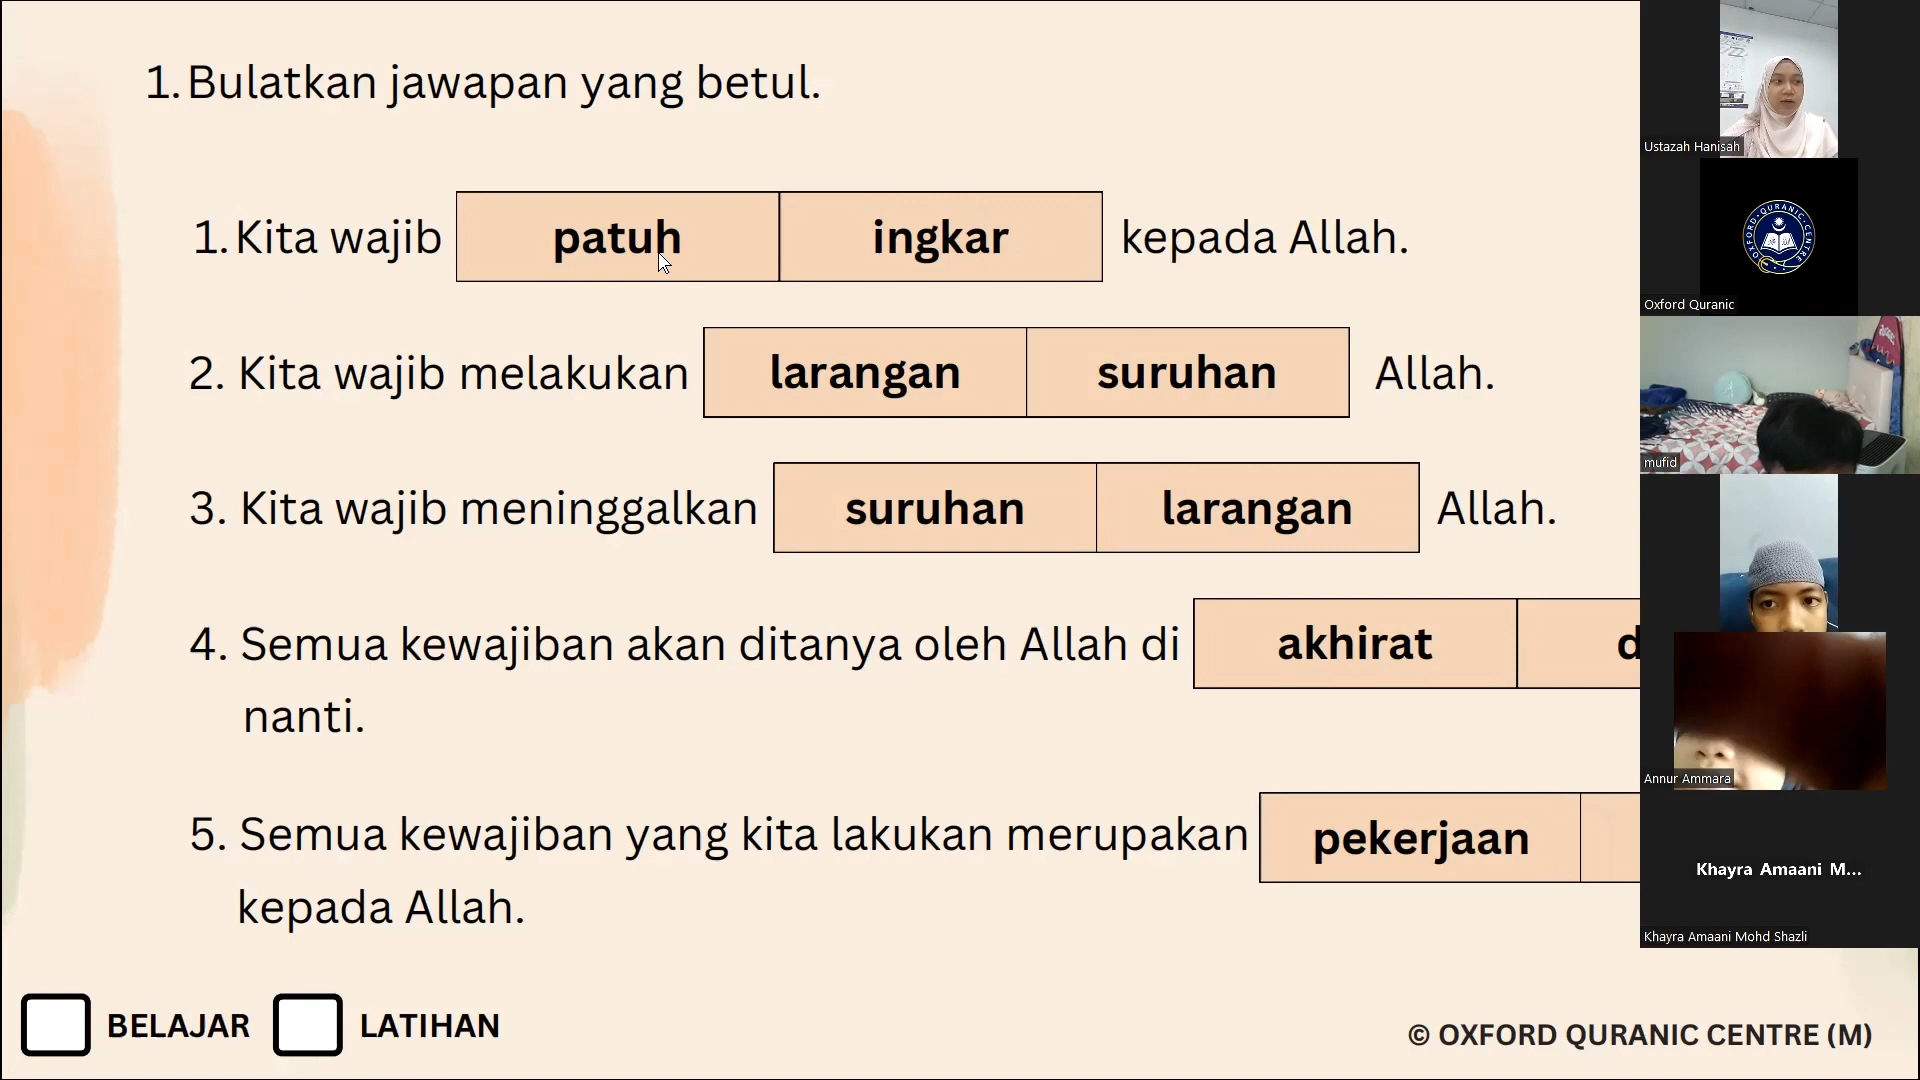 1. Bulatkan jawapan yang betul.
1. Kita wajib patuh ingkar kepada Allah.
2. Kita wajib melakukan larangan suruhan Allah.
3. Kita wajib meninggalkan suruhan larangan Allah.
4. Semua kewajiban akan ditanya oleh Allah di akhirat
nanti.
5. Semua kewajiban yang kita lakukan merupakan pekerjaan
kepada Allah.
BELAJAR LATIHAN
© OXFORD QURANIC CENTRE (M)
Ustazah Hanisah
OXFORD QURANIC CENTRE
Oxford Quranic
mufid
Annur Ammara
Khayra Amaani M...
Khayra Amaani Mohd Shazli